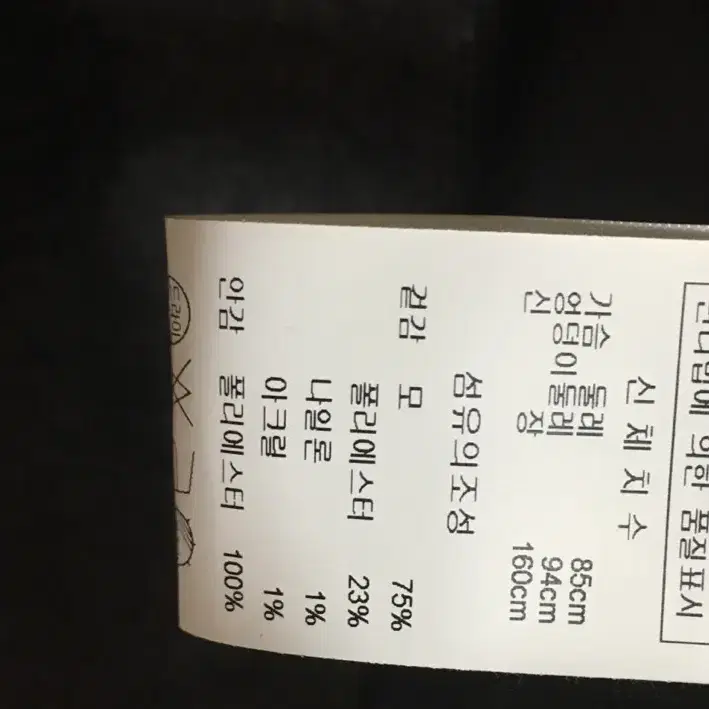 의한 품질표시
신체치수
가슴둘레 85cm
엉덩이둘레 94cm
신장 160cm
섬유의조성
겉감 모 75%
폴리에스터 23%
나일론 1%
아크릴 1%
안감 폴리에스터 100%
드라이